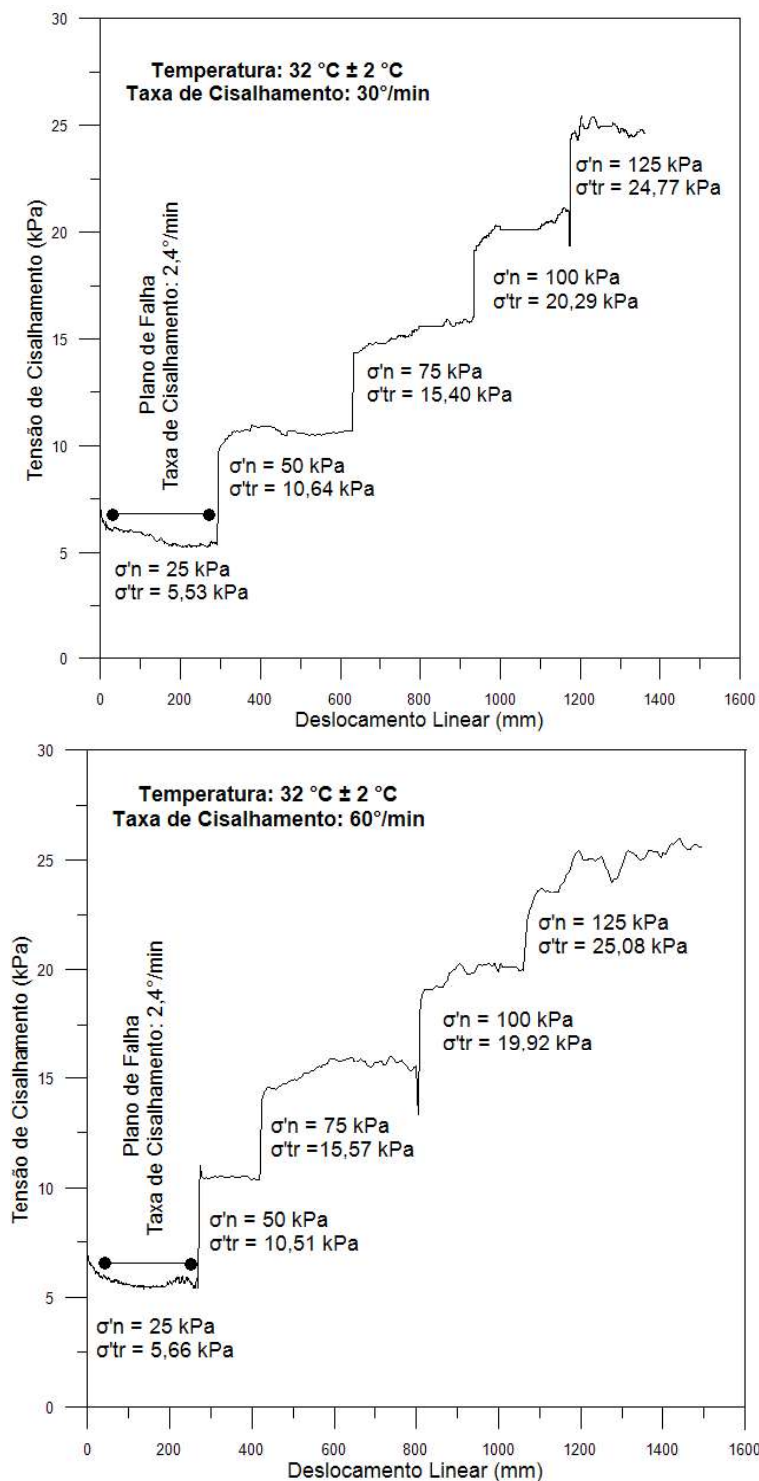 30
25
20
15
10
5
0
Tensão de Cisalhamento (kPa)
Temperatura: 32 °C ± 2 °C
Taxa de Cisalhamento: 30°/min
Plano de Falha
Taxa de Cisalhamento: 2,4°/min
σ'n = 125 kPa
σ'tr = 24,77 kPa
σ'n = 100 kPa
σ'tr = 20,29 kPa
σ'n = 75 kPa
σ'tr = 15,40 kPa
σ'n = 50 kPa
σ'tr = 10,64 kPa
σ'n = 25 kPa
σ'tr = 5,53 kPa
0 200 400 600 800 1000 1200 1400 1600
Deslocamento Linear (mm)
30
25
20
15
10
5
0
Tensão de Cisalhamento (kPa)
Temperatura: 32 °C ± 2 °C
Taxa de Cisalhamento: 60°/min
Plano de Falha
Taxa de Cisalhamento: 2,4°/min
σ'n = 125 kPa
σ'tr = 25,08 kPa
σ'n = 100 kPa
σ'tr = 19,92 kPa
σ'n = 75 kPa
σ'tr =15,57 kPa
σ'n = 50 kPa
σ'tr = 10,51 kPa
σ'n = 25 kPa
σ'tr = 5,66 kPa
0 200 400 600 800 1000 1200 1400 1600
Deslocamento Linear (mm)